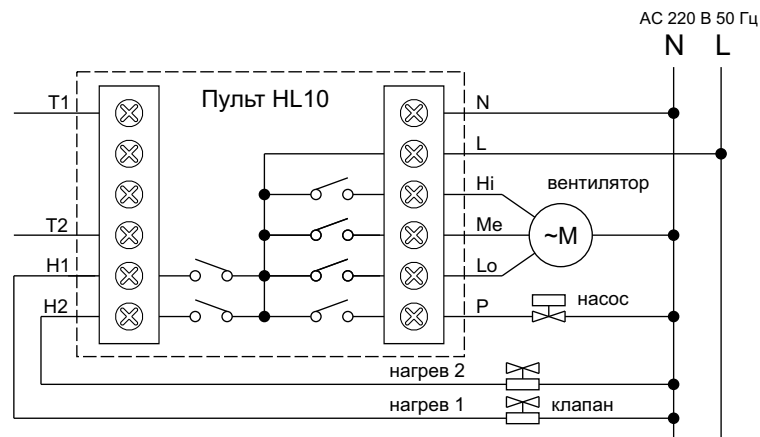 AC 220 В 50 Гц
N L
Пульт HL10
T1
N
L
Hi
вентилятор
T2
Me
~M
H1
Lo
H2
P
насос
нагрев 2
нагрев 1
клапан